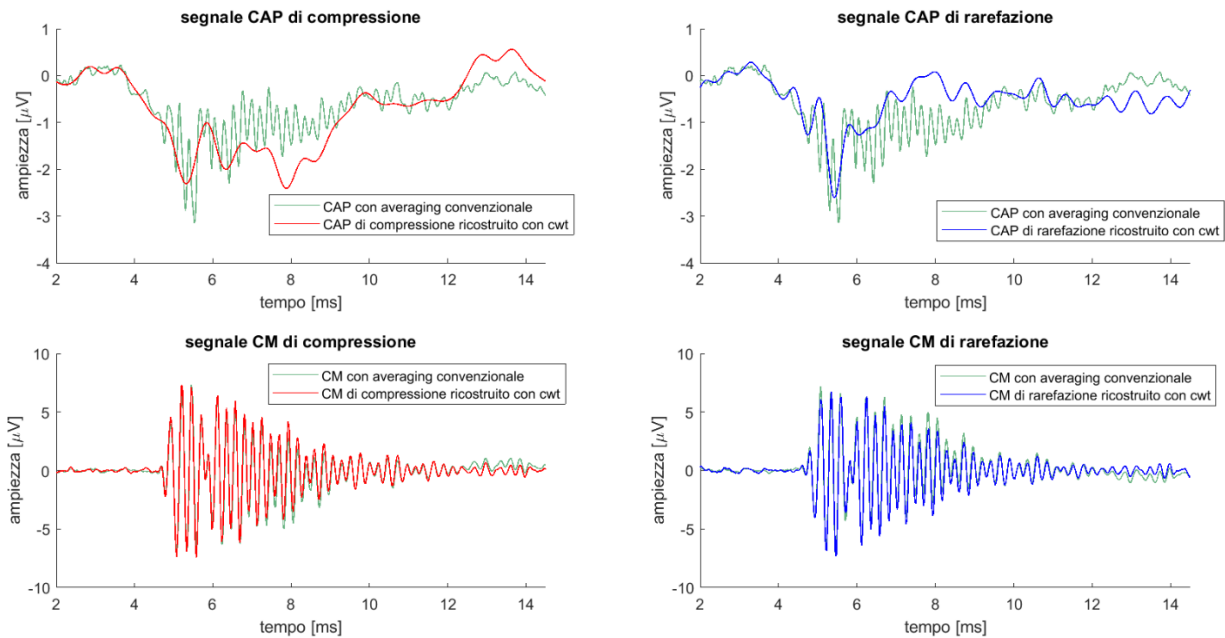 segnale CAP di compressione
1
0
-1
-2
-3
-4
ampiezza [μV]
CAP con averaging convenzionale
CAP di compressione ricostruito con cwt
2 4 6 8 10 12 14
tempo [ms]
segnale CAP di rarefazione
1
0
-1
-2
-3
-4
ampiezza [μV]
CAP con averaging convenzionale
CAP di rarefazione ricostruito con cwt
2 4 6 8 10 12 14
tempo [ms]
segnale CM di compressione
10
5
0
-5
-10
ampiezza [μV]
CM con averaging convenzionale
CM di compressione ricostruito con cwt
2 4 6 8 10 12 14
tempo [ms]
segnale CM di rarefazione
10
5
0
-5
-10
ampiezza [μV]
CM con averaging convenzionale
CM di rarefazione ricostruito con cwt
2 4 6 8 10 12 14
tempo [ms]